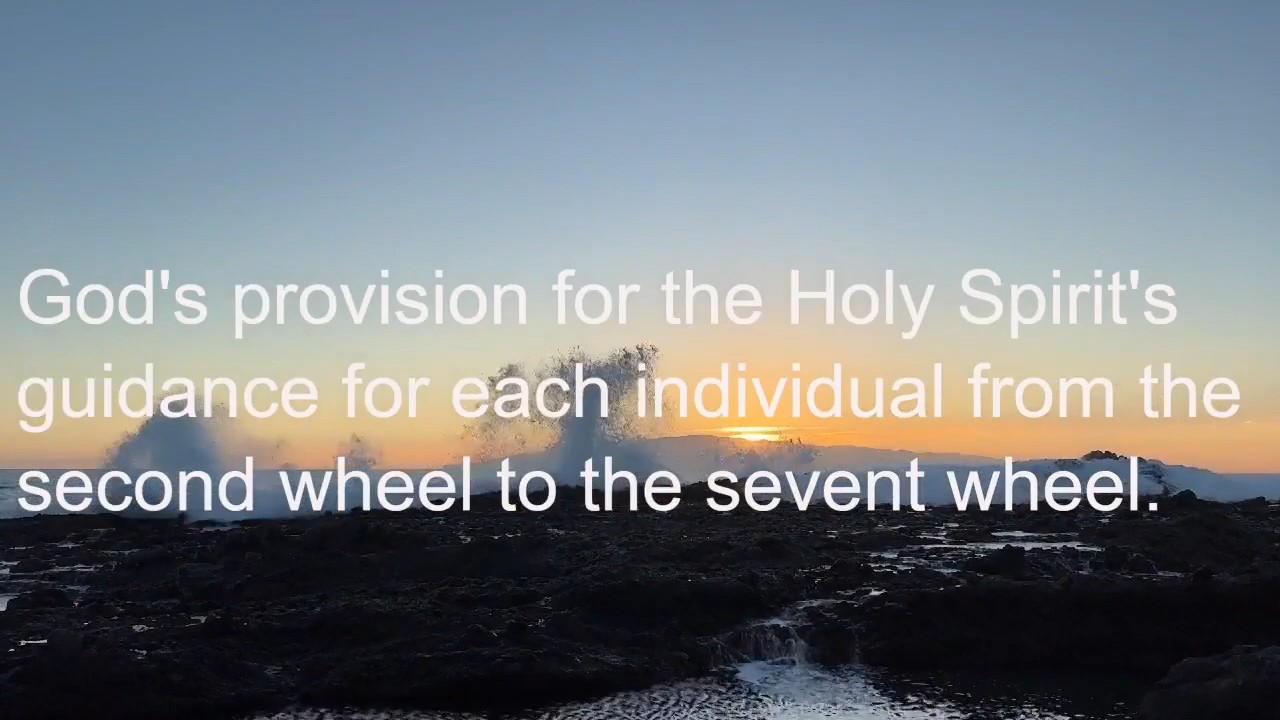 God's provision for the Holy Spirit's
guidance for each individual from the
second wheel to the sevent wheel.